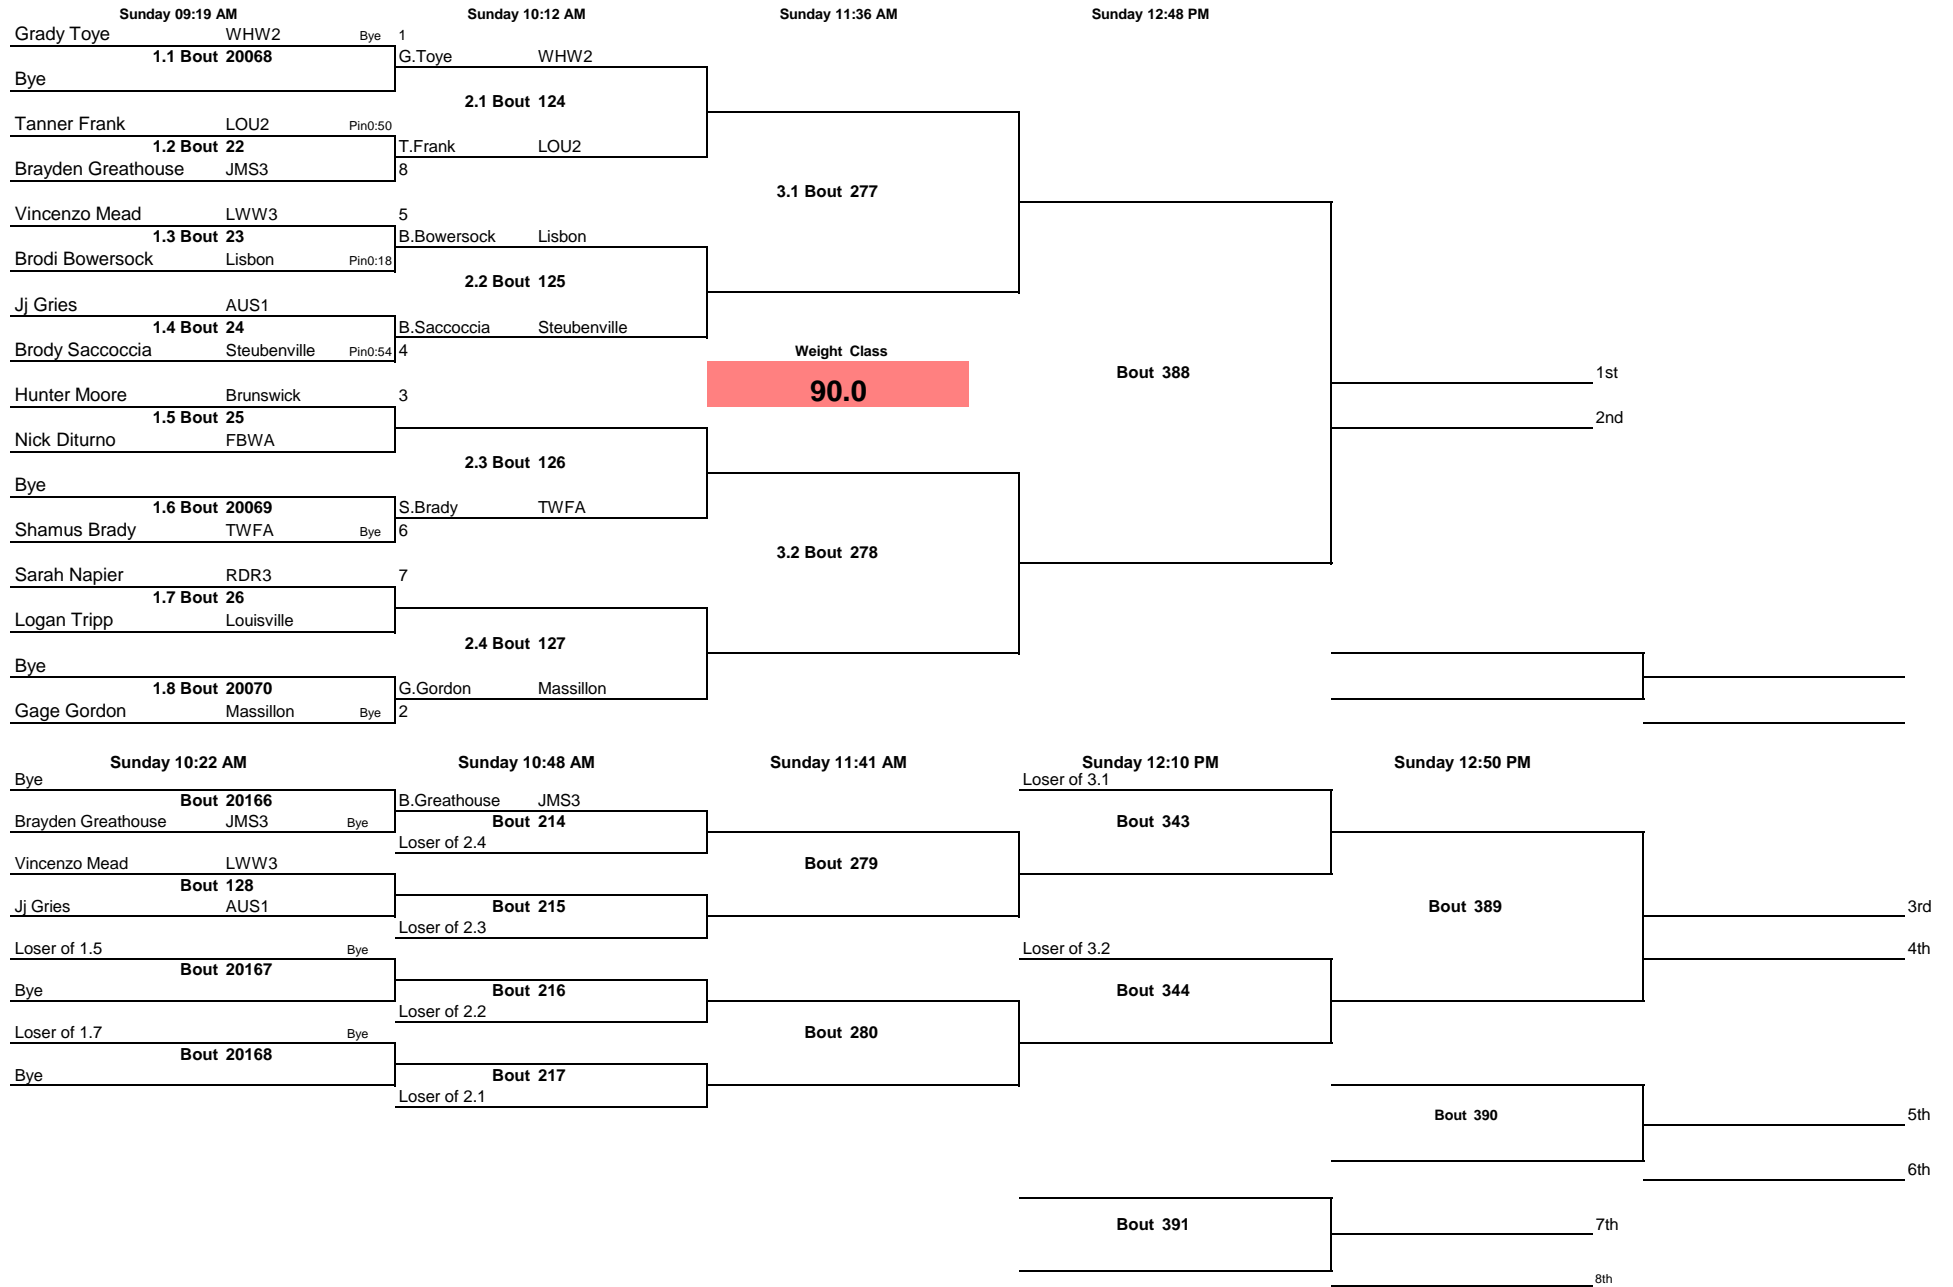 Sunday 09:19 AM Sunday 10:12 AM Sunday 11:36 AM Sunday 12:48 PM
Grady Toye WHW2 Bye 1
1.1 Bout 20068 G.Toye WHW2
Bye
2.1 Bout 124
Tanner Frank LOU2 Pin0:50
1.2 Bout 22 T.Frank LOU2
Brayden Greathouse JMS3 8
3.1 Bout 277
Vincenzo Mead LWW3 5
1.3 Bout 23 B.Bowersock Lisbon
Brodi Bowersock Lisbon Pin0:18
2.2 Bout 125
Jj Gries AUS1
1.4 Bout 24 B.Saccoccia Steubenville
Brody Saccoccia Steubenville Pin0:54 4 Weight Class
Bout 388 1st
90.0
Hunter Moore Brunswick 3
1.5 Bout 25 2nd
Nick Diturno FBWA
2.3 Bout 126
Bye
1.6 Bout 20069 S.Brady TWFA
Shamus Brady TWFA Bye 6
3.2 Bout 278
Sarah Napier RDR3 7
1.7 Bout 26
Logan Tripp Louisville
2.4 Bout 127
Bye
1.8 Bout 20070 G.Gordon Massillon
Gage Gordon Massillon Bye 2
Sunday 10:22 AM Sunday 10:48 AM Sunday 11:41 AM Sunday 12:10 PM Sunday 12:50 PM
Bye Loser of 3.1
Bout 20166 B.Greathouse JMS3
Brayden Greathouse JMS3 Bye Bout 214 Bout 343
Loser of 2.4
Vincenzo Mead LWW3 Bout 279
Bout 128
Jj Gries AUS1 Bout 215 Bout 389 3rd
Loser of 2.3
Loser of 1.5 Bye Loser of 3.2 4th
Bout 20167
Bye Bout 216 Bout 344
Loser of 2.2
Loser of 1.7 Bye Bout 280
Bout 20168
Bye Bout 217
Loser of 2.1
Bout 390 5th
6th
Bout 391 7th
8th